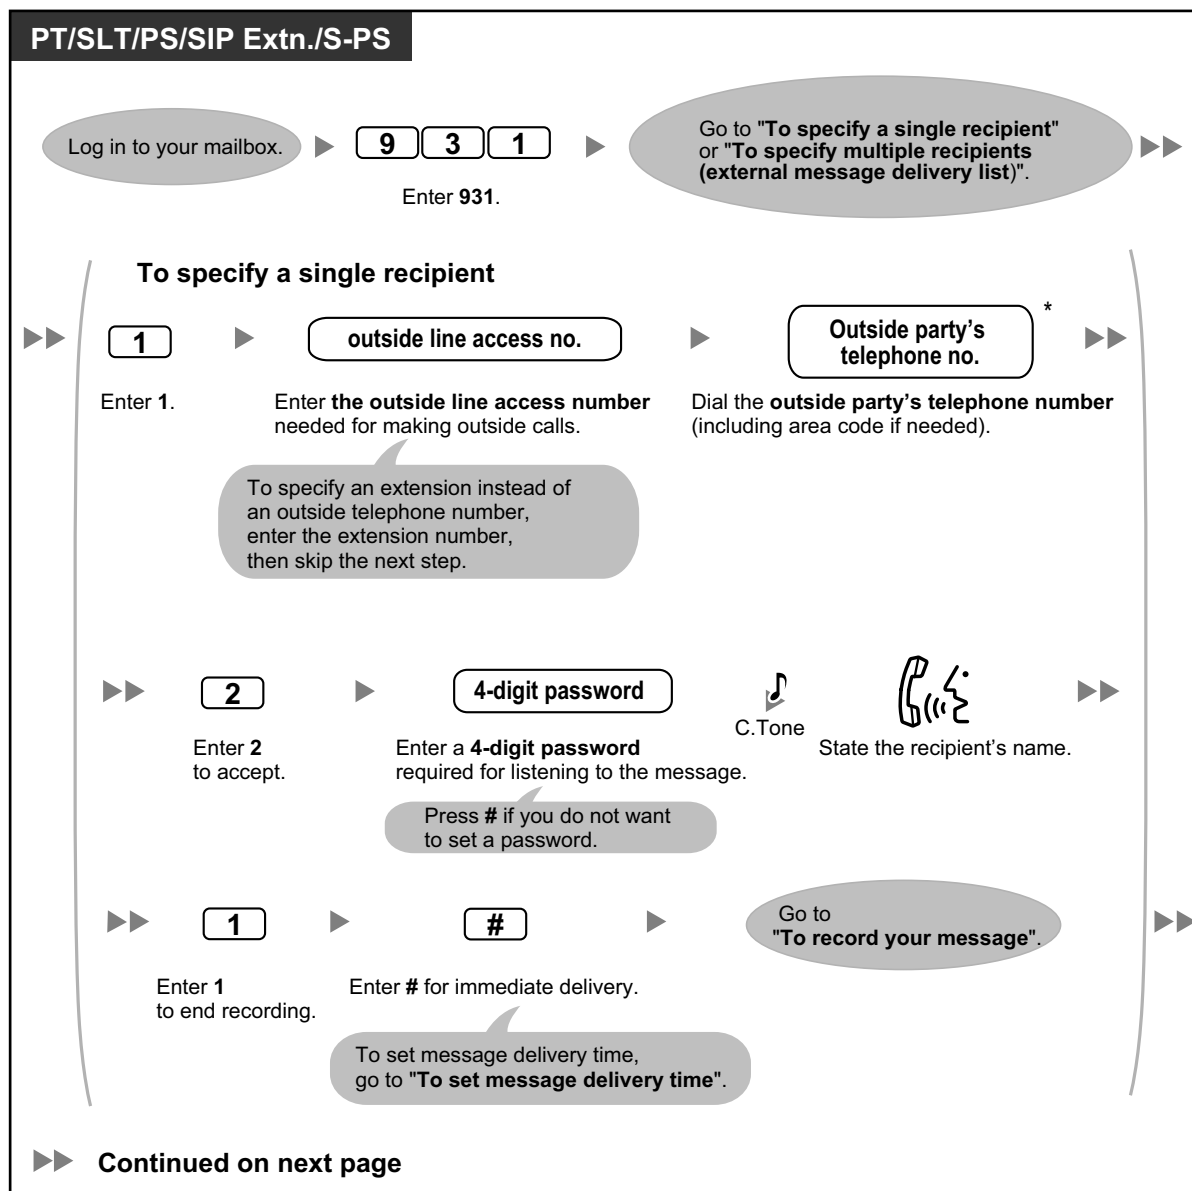 PT/SLT/PS/SIP Extn./S-PS
Log in to your mailbox.
9 3 1
Enter 931.
Go to "To specify a single recipient"
or "To specify multiple recipients
(external message delivery list)".
To specify a single recipient
1
Enter 1.
outside line access no.
Enter the outside line access number
needed for making outside calls.
To specify an extension instead of
an outside telephone number,
enter the extension number,
then skip the next step.
Outside party's
telephone no.
*
Dial the outside party's telephone number
(including area code if needed).
2
Enter 2
to accept.
4-digit password
Enter a 4-digit password
required for listening to the message.
Press # if you do not want
to set a password.
C.Tone
State the recipient's name.
1
Enter 1
to end recording.
#
Enter # for immediate delivery.
To set message delivery time,
go to "To set message delivery time".
Go to
"To record your message".
Continued on next page